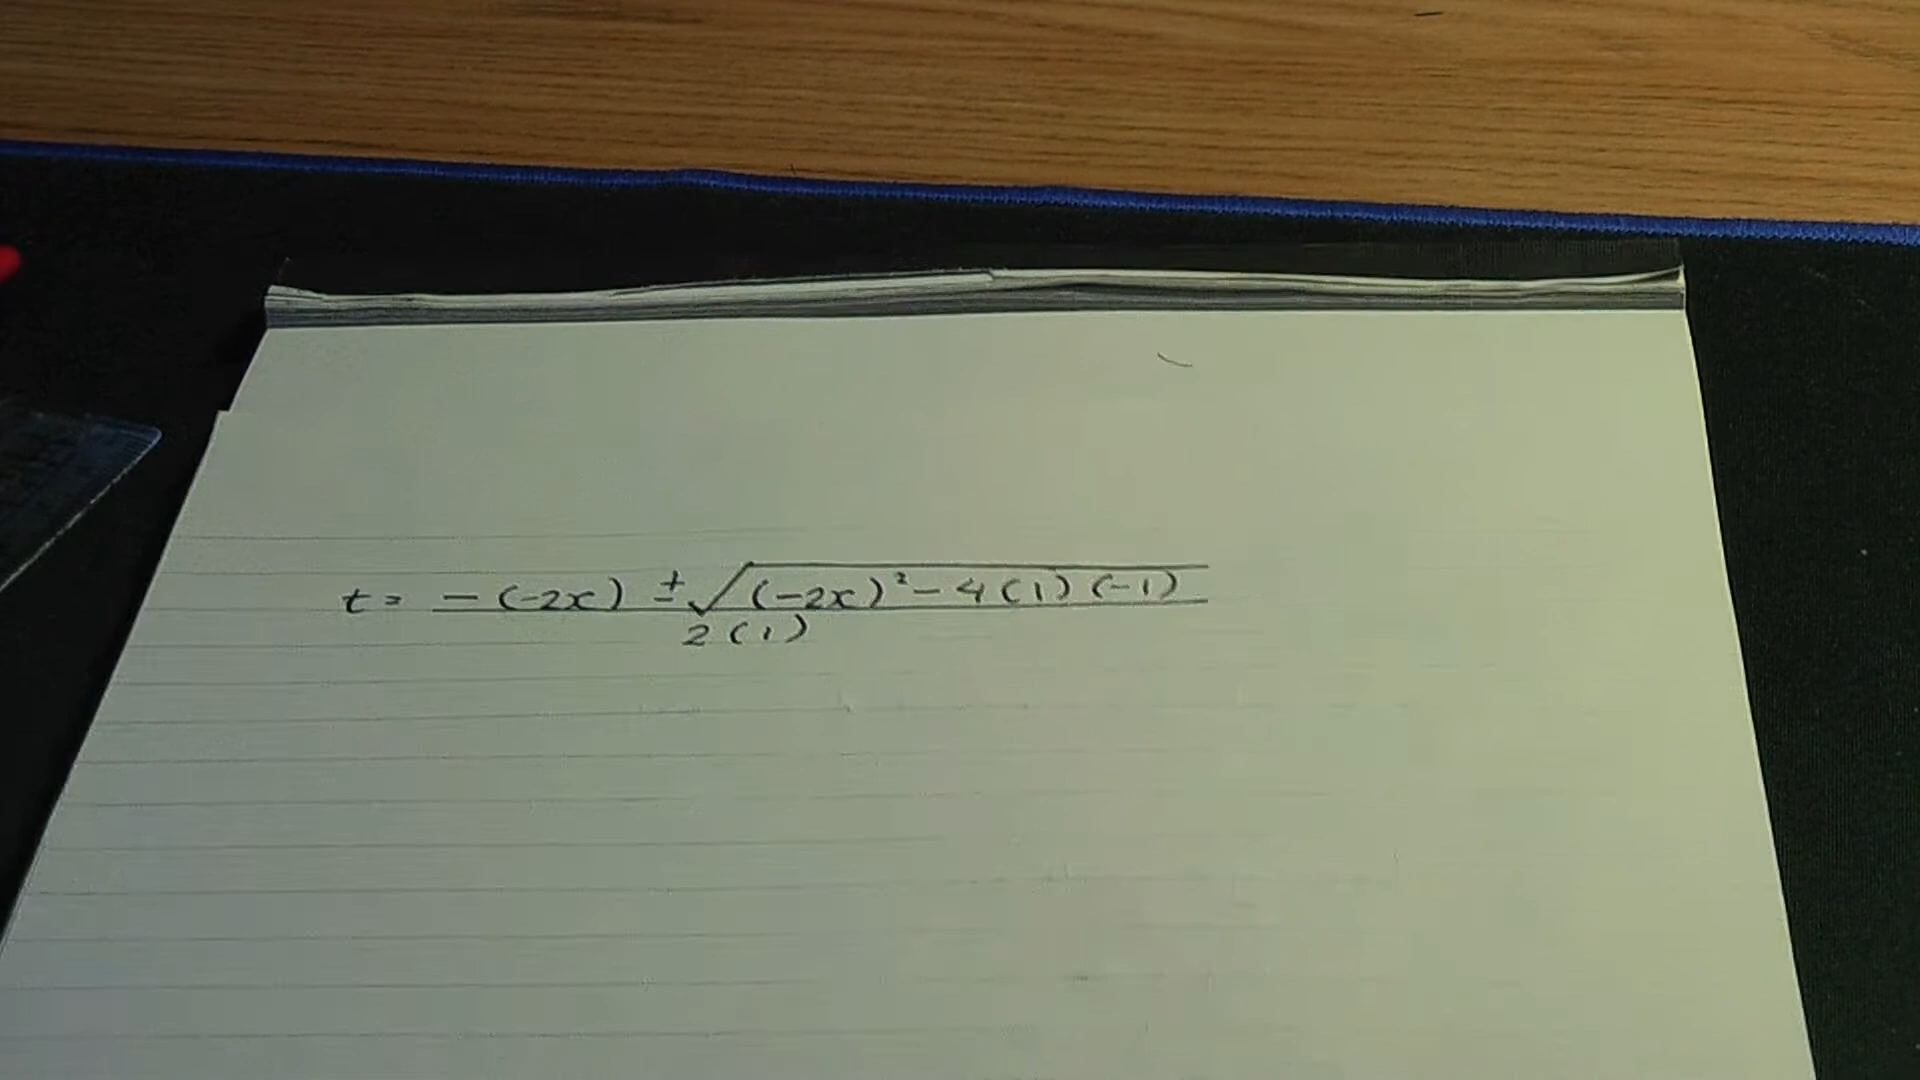 t = -(-2x) ± √(-2x)² - 4(1)(-1)
2(1)